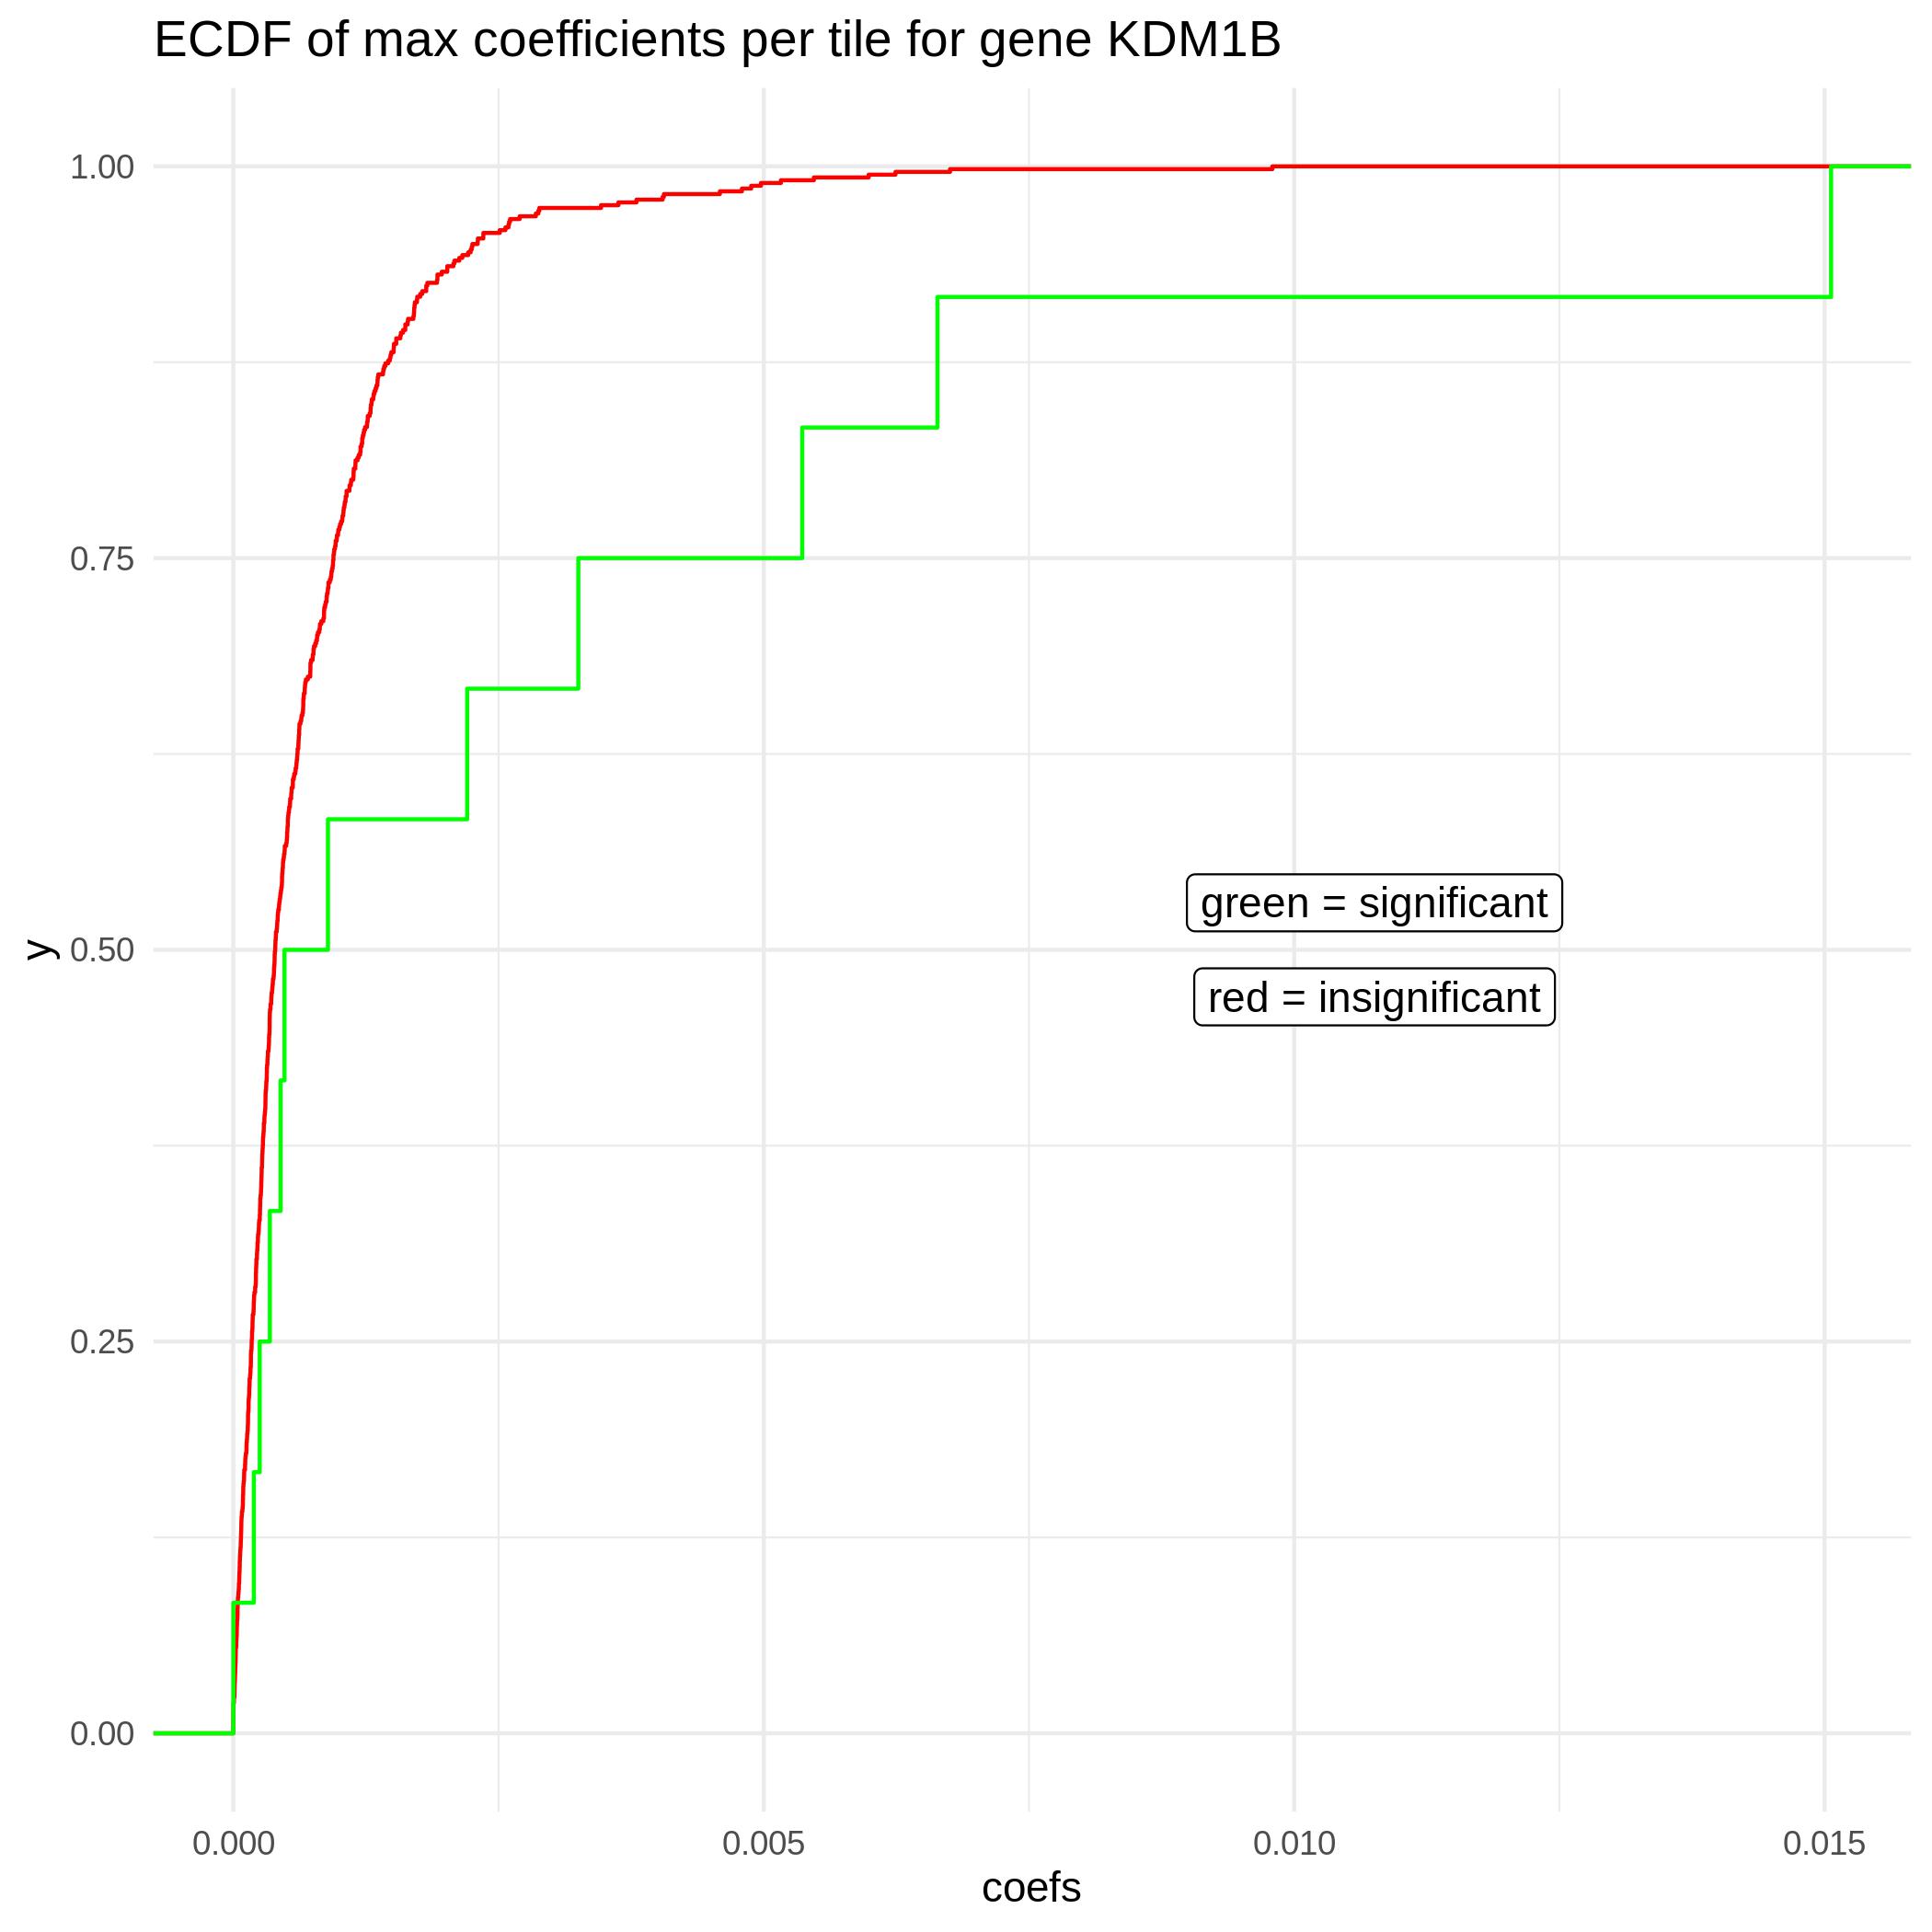 ECDF of max coefficients per tile for gene KDM1B
1.00
0.75
0.50
0.25
0.00
y
green = significant
red = insignificant
0.000 0.005 0.010 0.015
coefs